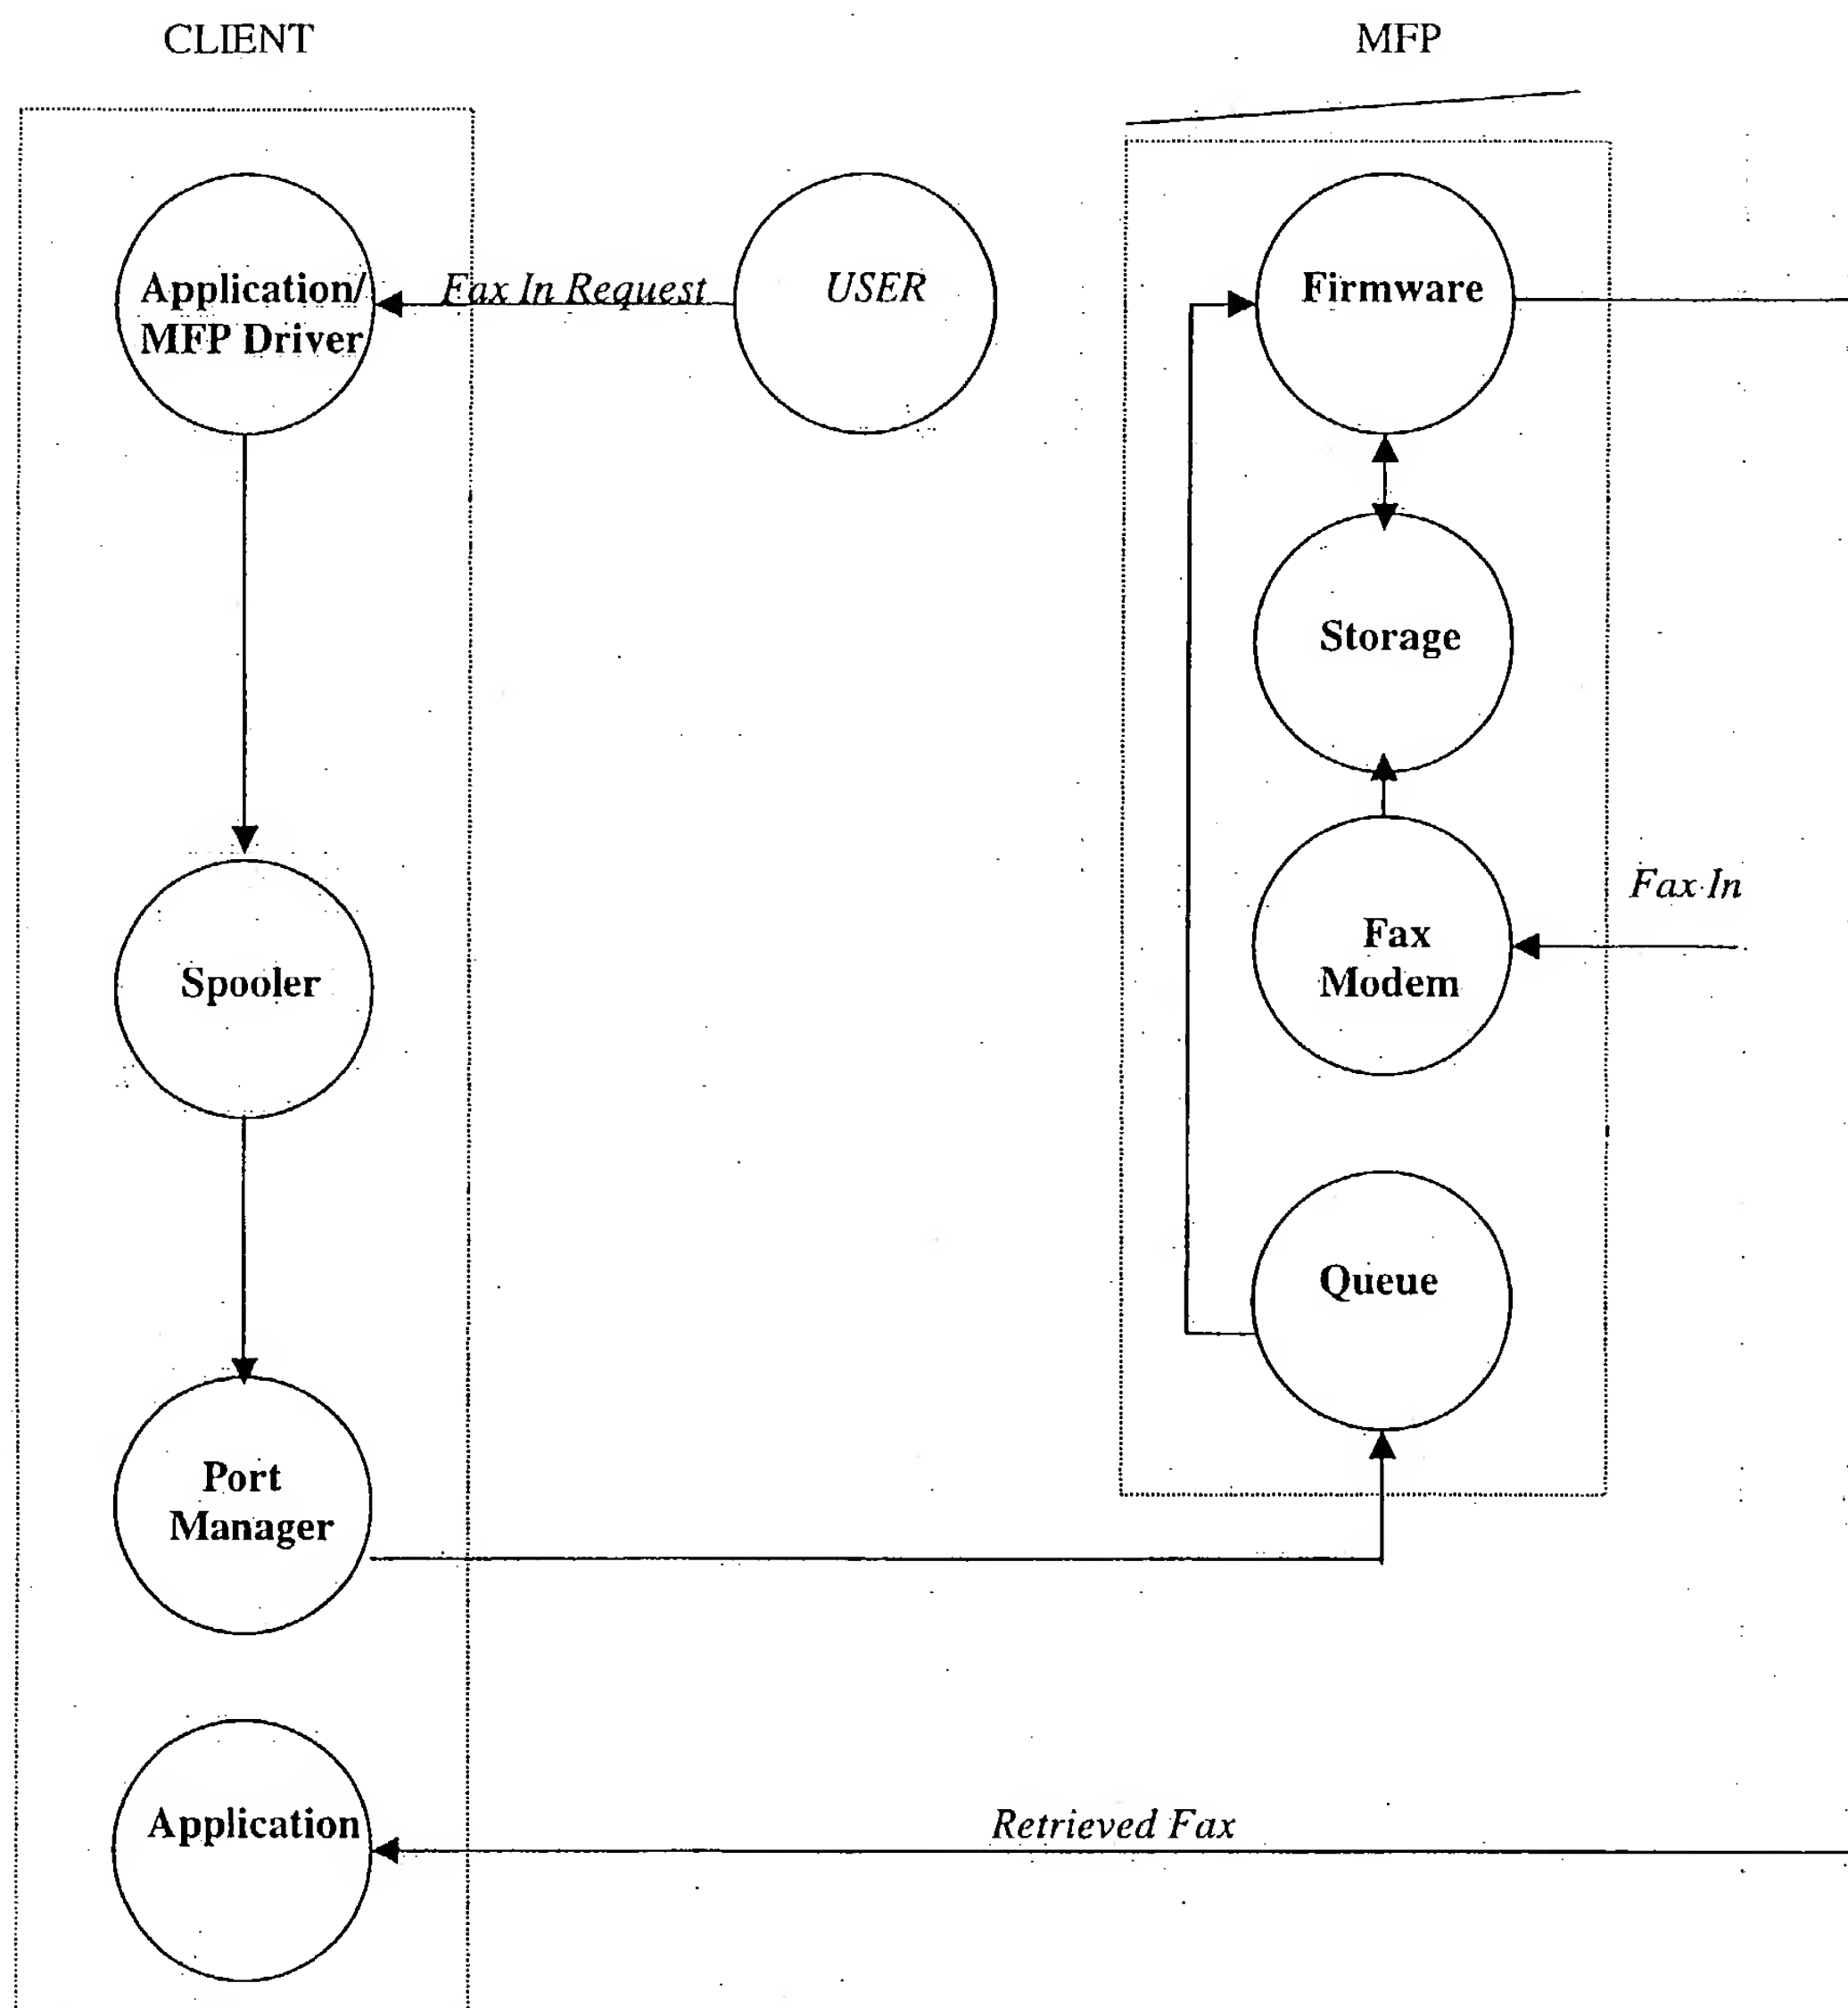 CLIENT
MFP
Application/
MFP Driver
Fax In Request
USER
Firmware
Storage
Fax In
Fax
Modem
Spooler
Queue
Port
Manager
Application
Retrieved Fax